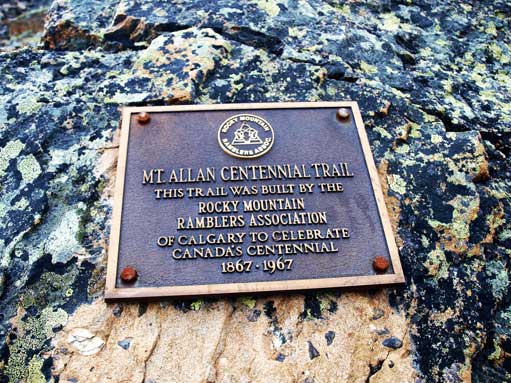 ROCKY MOUNTAIN
RAMBLERS ASSOC.
MT. ALLAN CENTENNIAL TRAIL
THIS TRAIL WAS BUILT BY THE
ROCKY MOUNTAIN
RAMBLERS ASSOCIATION
OF CALGARY TO CELEBRATE
CANADA'S CENTENNIAL
1867 · 1967